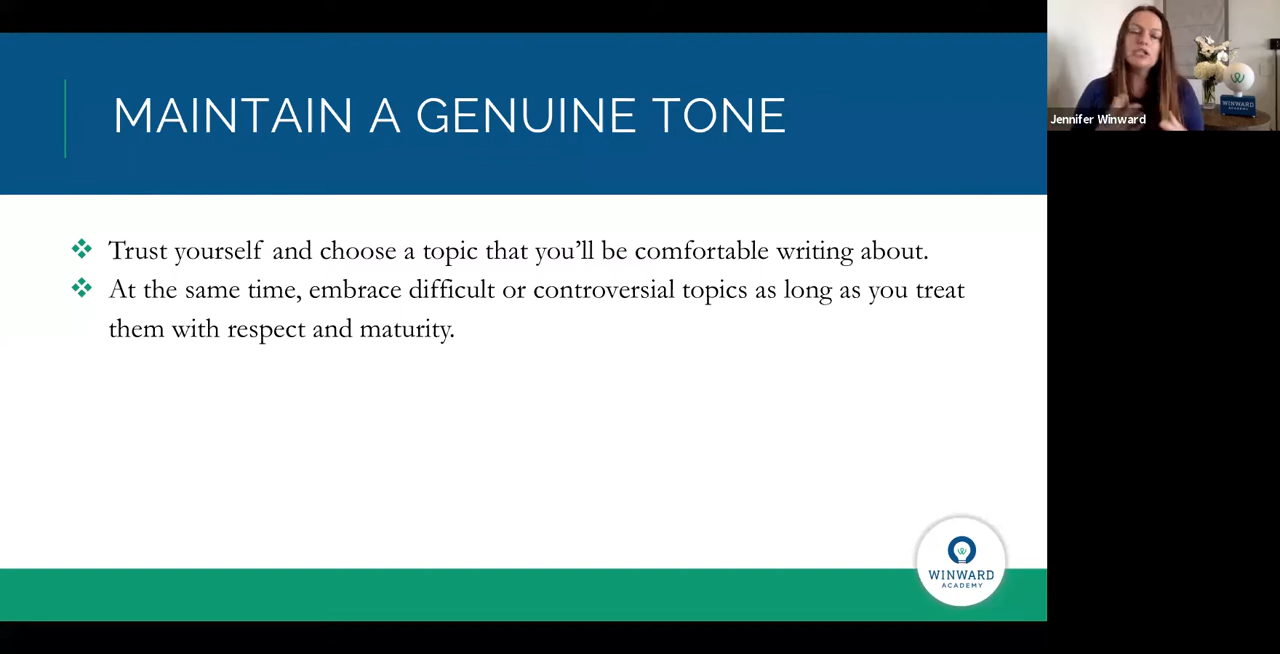 MAINTAIN A GENUINE TONE
Trust yourself and choose a topic that you'll be comfortable writing about.
At the same time, embrace difficult or controversial topics as long as you treat
them with respect and maturity.
WINWARD
ACADEMY
Jennifer Winward
WINWARD
ACADEMY